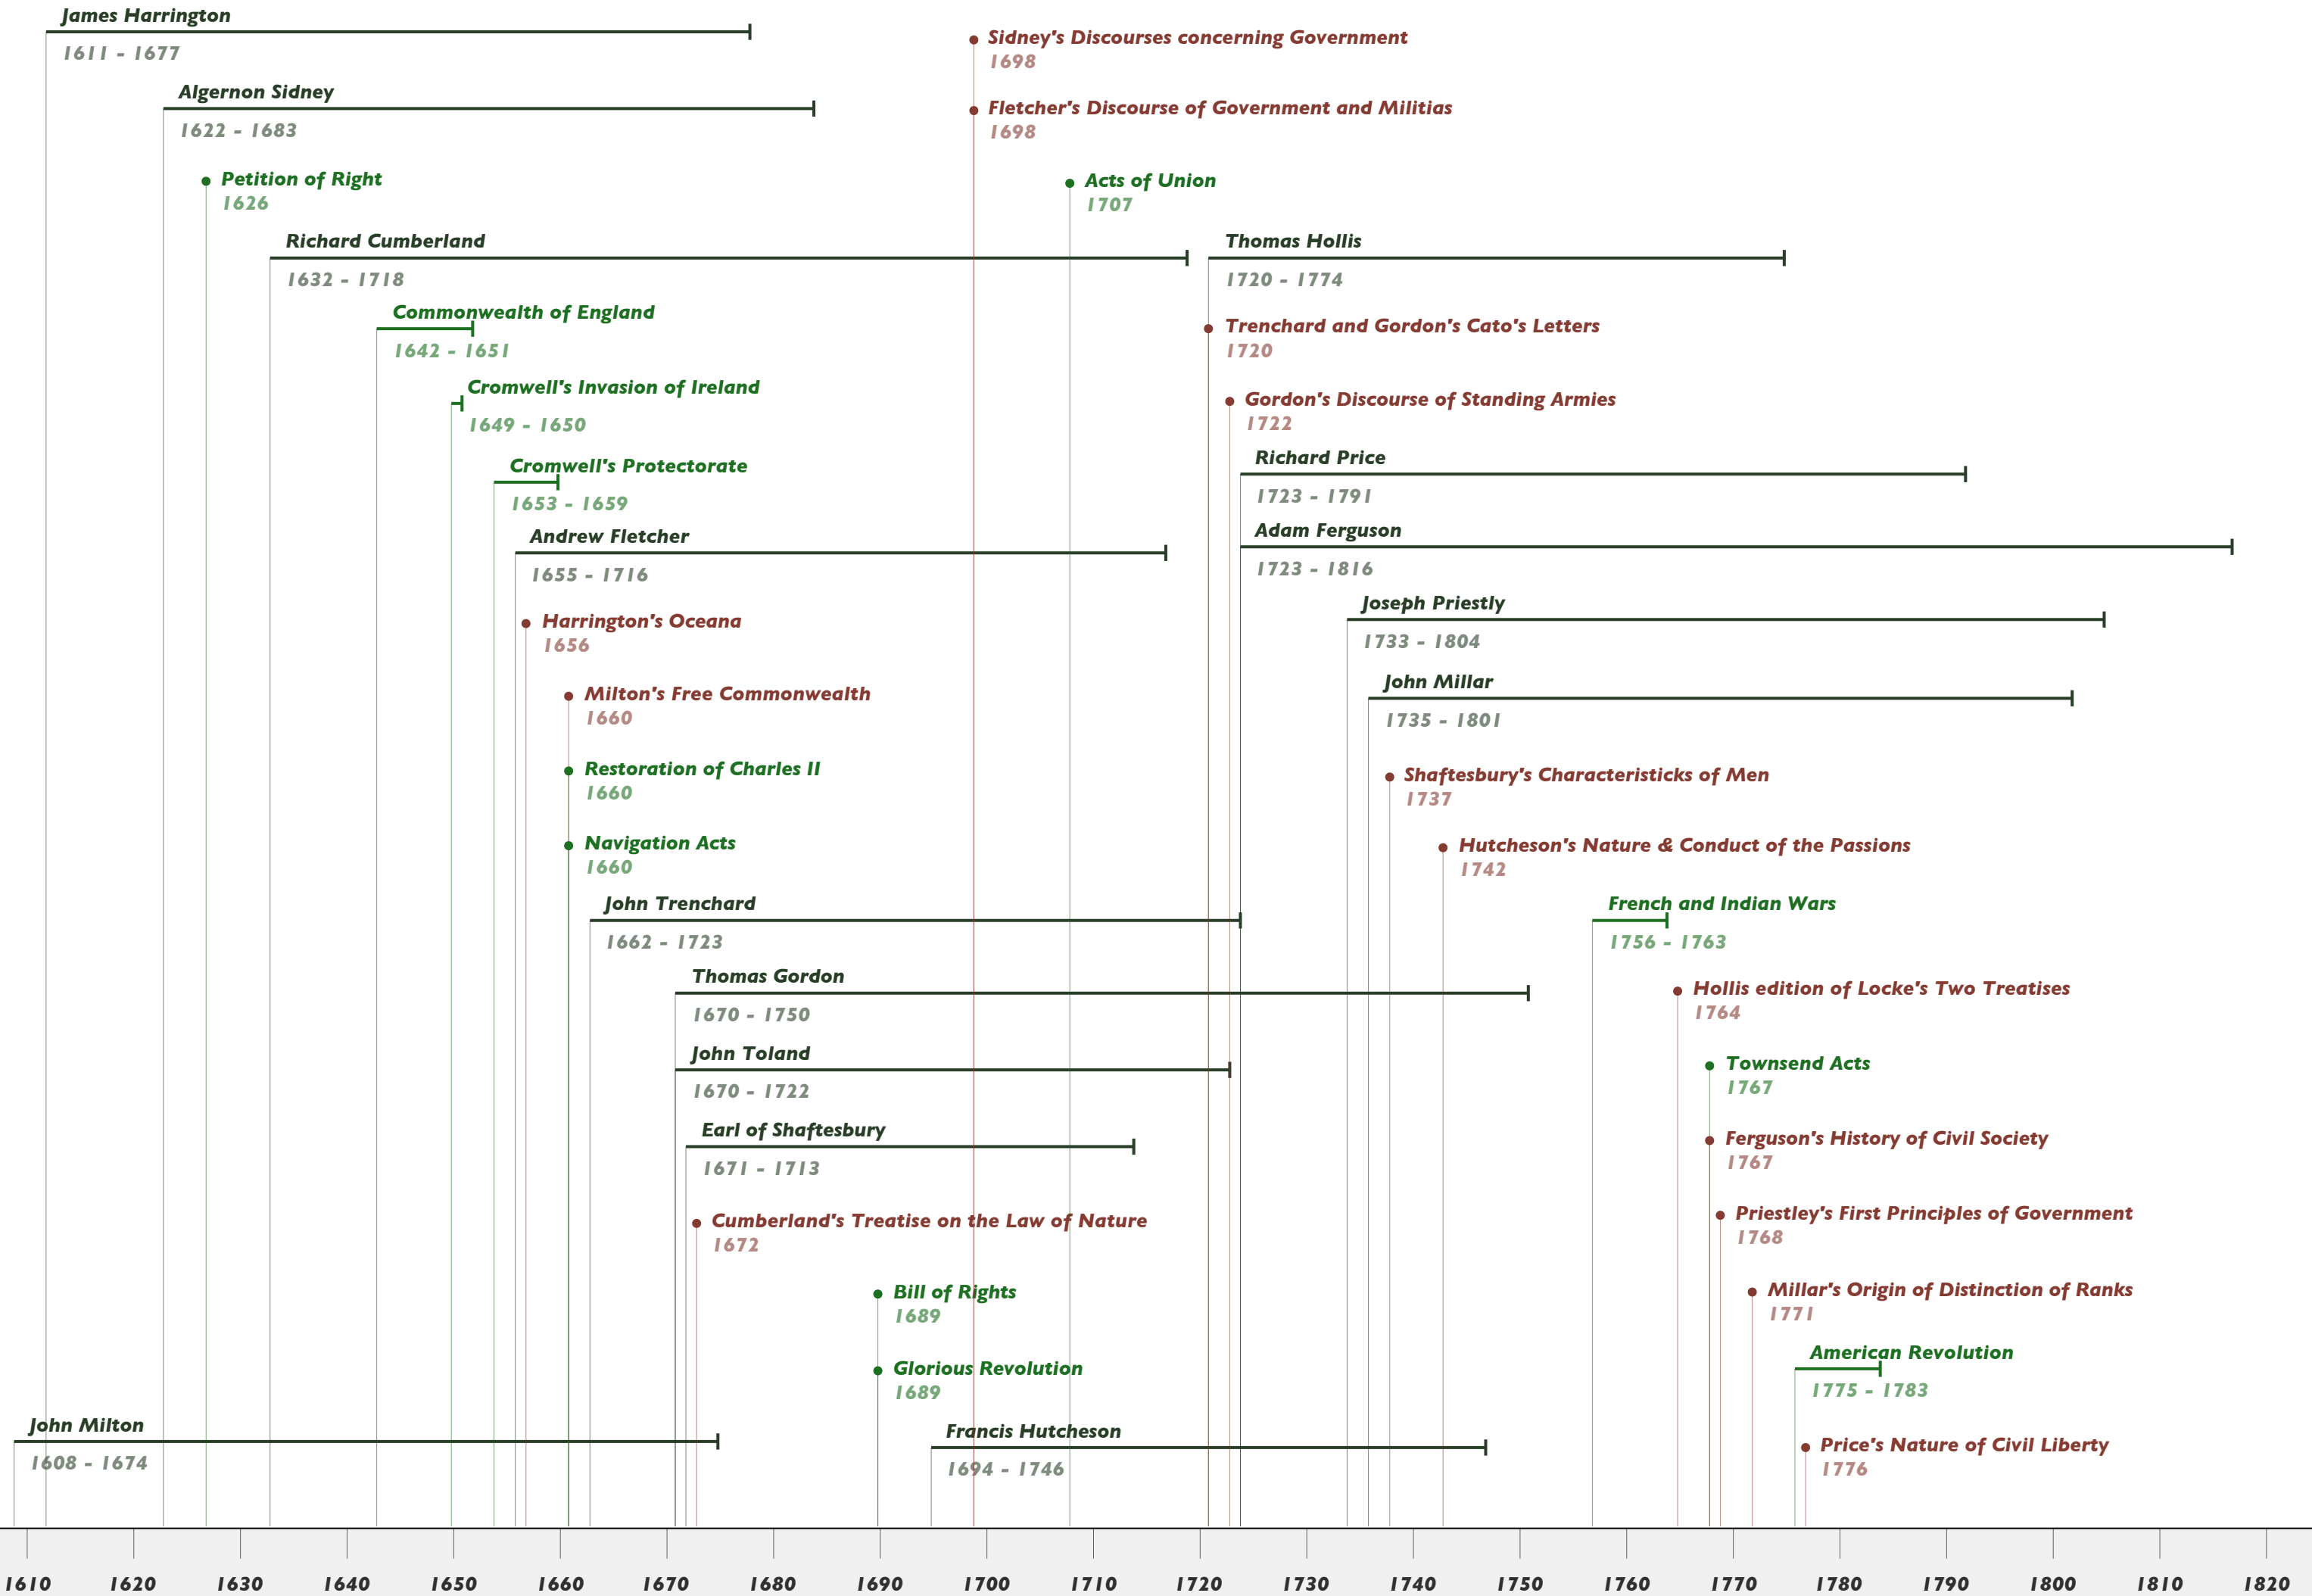 James Harrington
1611 - 1677
Sidney's Discourses concerning Government
1698
Algernon Sidney
1622 - 1683
Fletcher's Discourse of Government and Militias
1698
Petition of Right
1626
Acts of Union
1707
Richard Cumberland
1632 - 1718
Thomas Hollis
1720 - 1774
Commonwealth of England
1642 - 1651
Trenchard and Gordon's Cato's Letters
1720
Cromwell's Invasion of Ireland
1649 - 1650
Gordon's Discourse of Standing Armies
1722
Cromwell's Protectorate
1653 - 1659
Richard Price
1723 - 1791
Andrew Fletcher
1655 - 1716
Adam Ferguson
1723 - 1816
Harrington's Oceana
1656
Joseph Priestly
1733 - 1804
Milton's Free Commonwealth
1660
John Millar
1735 - 1801
Restoration of Charles II
1660
Shaftesbury's Characteristicks of Men
1737
Navigation Acts
1660
Hutcheson's Nature & Conduct of the Passions
1742
John Trenchard
1662 - 1723
French and Indian Wars
1756 - 1763
Thomas Gordon
1670 - 1750
Hollis edition of Locke's Two Treatises
1764
John Toland
1670 - 1722
Townsend Acts
1767
Earl of Shaftesbury
1671 - 1713
Ferguson's History of Civil Society
1767
Cumberland's Treatise on the Law of Nature
1672
Priestley's First Principles of Government
1768
Bill of Rights
1689
Millar's Origin of Distinction of Ranks
1771
Glorious Revolution
1689
American Revolution
1775 - 1783
John Milton
1608 - 1674
Francis Hutcheson
1694 - 1746
Price's Nature of Civil Liberty
1776
1610 1620 1630 1640 1650 1660 1670 1680 1690 1700 1710 1720 1730 1740 1750 1760 1770 1780 1790 1800 1810 1820